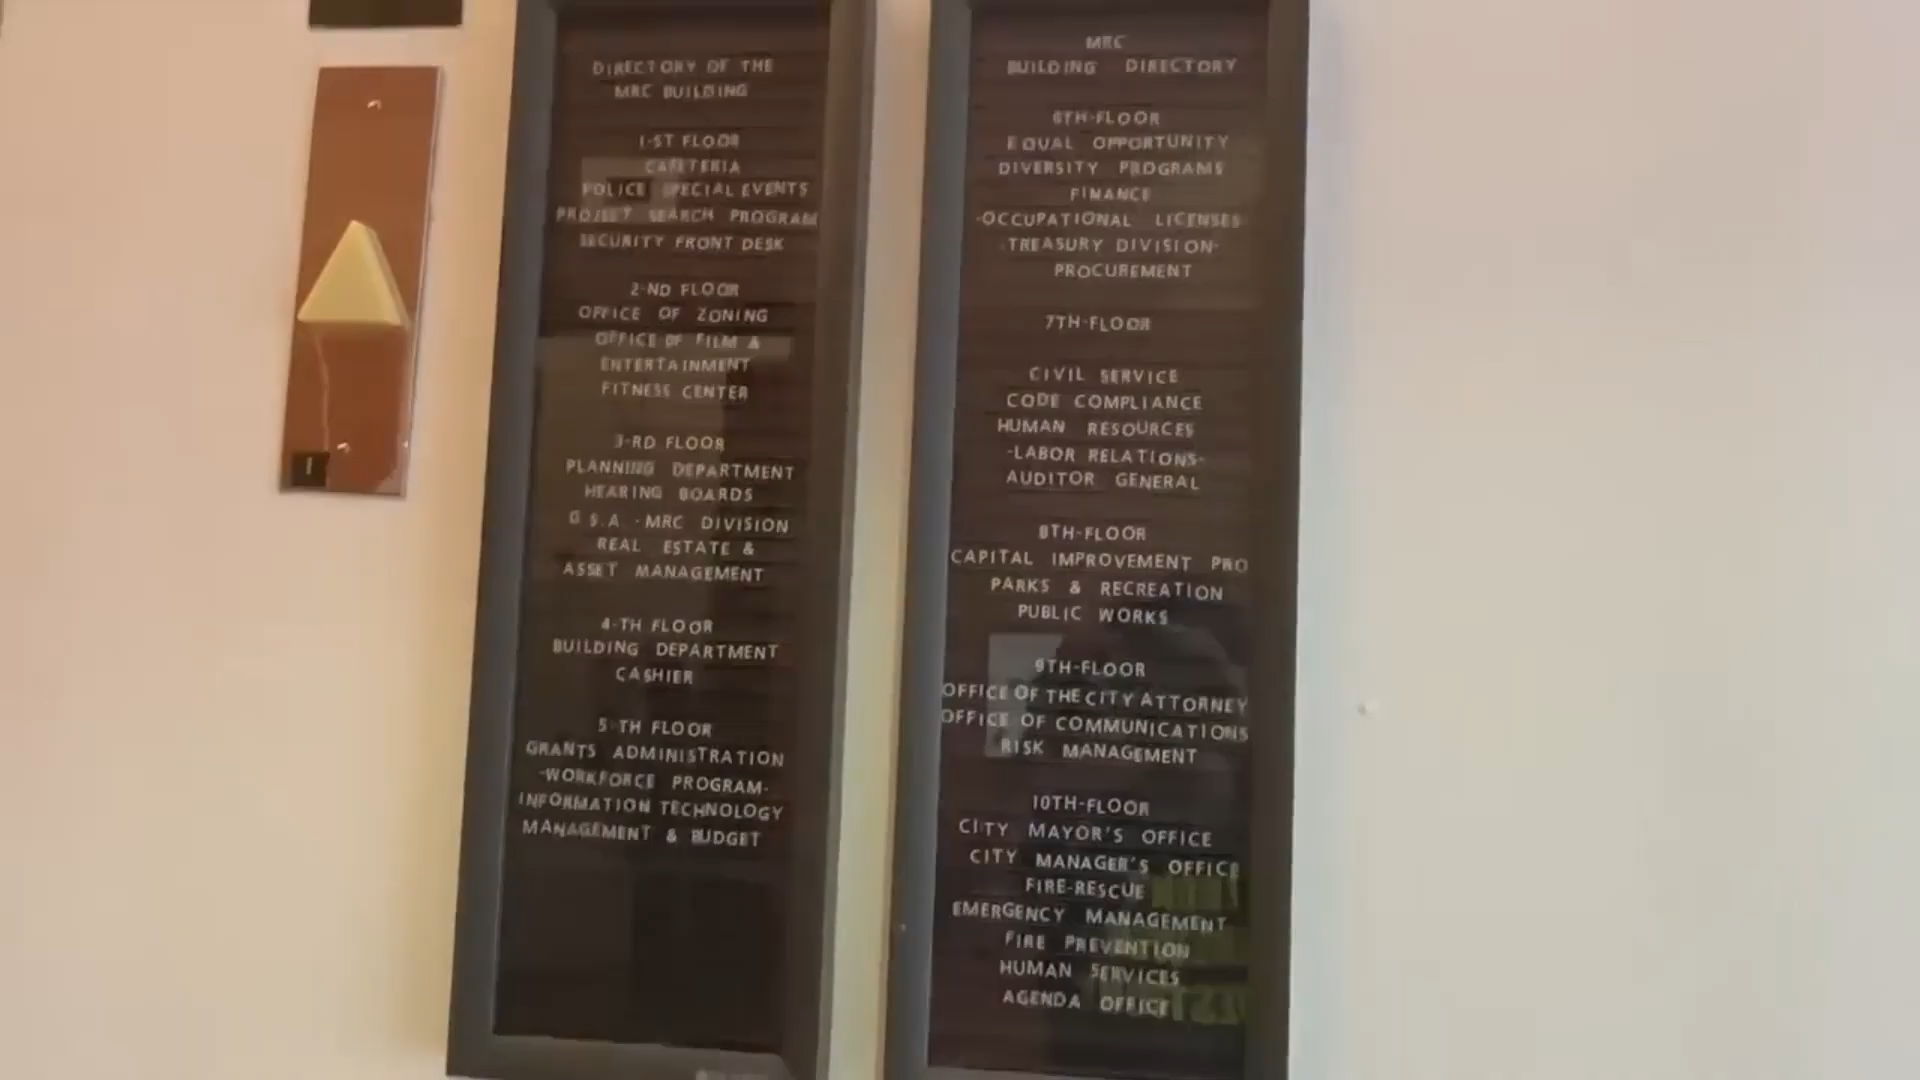 DIRECTORY OF THE
MRC BUILDING
1-ST FLOOR
CAFETERIA
POLICE SPECIAL EVENTS
PROJECT SEARCH PROGRAM
SECURITY FRONT DESK
2-ND FLOOR
OFFICE OF ZONING
OFFICE OF FILM &
ENTERTAINMENT
FITNESS CENTER
3-RD FLOOR
PLANNING DEPARTMENT
HEARING BOARDS
G.S.A. -MRC DIVISION
REAL ESTATE &
ASSET MANAGEMENT
4-TH FLOOR
BUILDING DEPARTMENT
CASHIER
5-TH FLOOR
GRANTS ADMINISTRATION
-WORKFORCE PROGRAM-
INFORMATION TECHNOLOGY
MANAGEMENT & BUDGET
MRC
BUILDING DIRECTORY
6TH-FLOOR
EQUAL OPPORTUNITY
DIVERSITY PROGRAMS
FINANCE
-OCCUPATIONAL LICENSES
-TREASURY DIVISION-
PROCUREMENT
7TH-FLOOR
CIVIL SERVICE
CODE COMPLIANCE
HUMAN RESOURCES
-LABOR RELATIONS-
AUDITOR GENERAL
8TH-FLOOR
CAPITAL IMPROVEMENT PRO
PARKS & RECREATION
PUBLIC WORKS
9TH-FLOOR
OFFICE OF THE CITY ATTORNEY
OFFICE OF COMMUNICATIONS
RISK MANAGEMENT
10TH-FLOOR
CITY MAYOR'S OFFICE
CITY MANAGER'S OFFICE
FIRE-RESCUE
EMERGENCY MANAGEMENT
FIRE PREVENTION
HUMAN SERVICES
AGENDA OFFICE